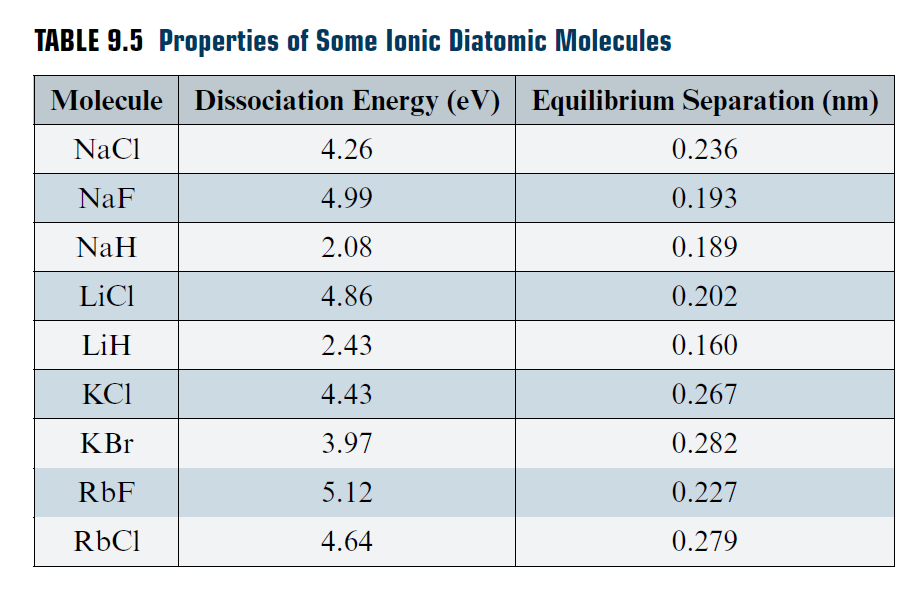 TABLE 9.5 Properties of Some Ionic Diatomic Molecules
Molecule Dissociation Energy (eV) Equilibrium Separation (nm)
NaCl 4.26 0.236
NaF 4.99 0.193
NaH 2.08 0.189
LiCl 4.86 0.202
LiH 2.43 0.160
KCl 4.43 0.267
KBr 3.97 0.282
RbF 5.12 0.227
RbCl 4.64 0.279